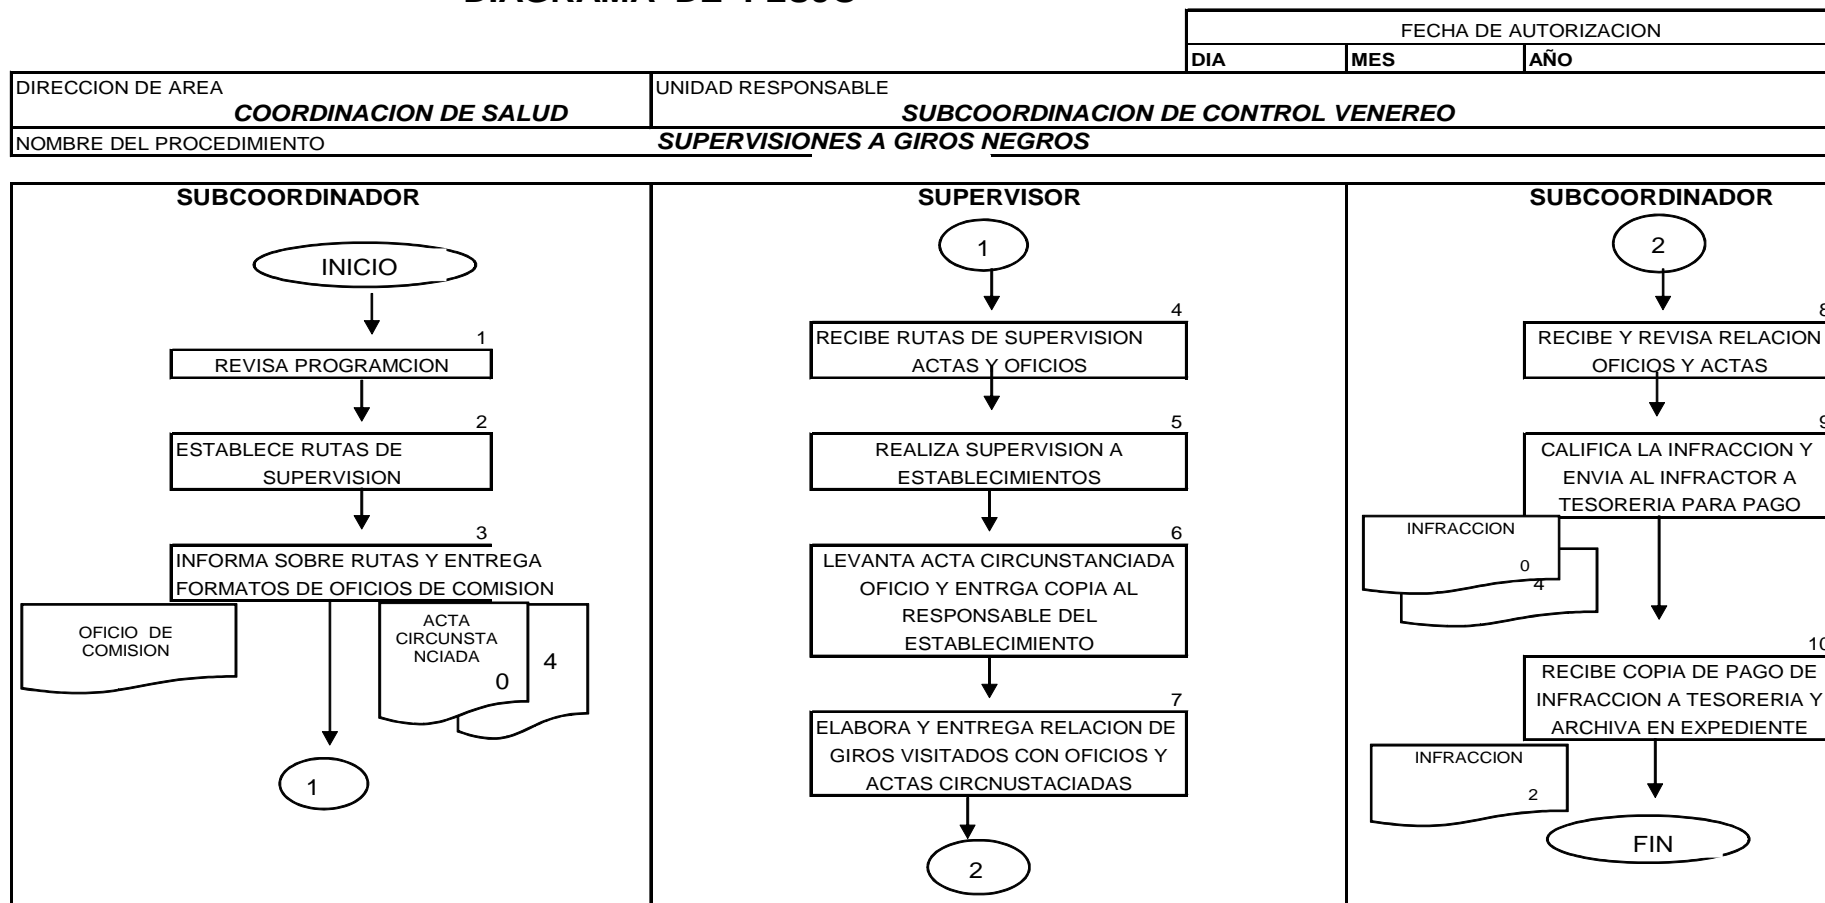 DIAGRAMA DE FLUJO
FECHA DE AUTORIZACION
DIA MES AÑO
DIRECCION DE AREA
COORDINACION DE SALUD
UNIDAD RESPONSABLE
SUBCOORDINACION DE CONTROL VENEREO
NOMBRE DEL PROCEDIMIENTO
SUPERVISIONES A GIROS NEGROS
SUBCOORDINADOR
INICIO
1
REVISA PROGRAMCION
2
ESTABLECE RUTAS DE
SUPERVISION
3
INFORMA SOBRE RUTAS Y ENTREGA
FORMATOS DE OFICIOS DE COMISION
OFICIO DE
COMISION
ACTA
CIRCUNSTA
NCIADA
0
4
1
SUPERVISOR
1
4
RECIBE RUTAS DE SUPERVISION
ACTAS Y OFICIOS
5
REALIZA SUPERVISION A
ESTABLECIMIENTOS
6
LEVANTA ACTA CIRCUNSTANCIADA
OFICIO Y ENTRGA COPIA AL
RESPONSABLE DEL
ESTABLECIMIENTO
7
ELABORA Y ENTREGA RELACION DE
GIROS VISITADOS CON OFICIOS Y
ACTAS CIRCNUSTACIADAS
2
SUBCOORDINADOR
2
8
RECIBE Y REVISA RELACION
OFICIOS Y ACTAS
9
CALIFICA LA INFRACCION Y
ENVIA AL INFRACTOR A
TESORERIA PARA PAGO
INFRACCION
0
4
10
RECIBE COPIA DE PAGO DE
INFRACCION A TESORERIA Y
ARCHIVA EN EXPEDIENTE
INFRACCION
2
FIN